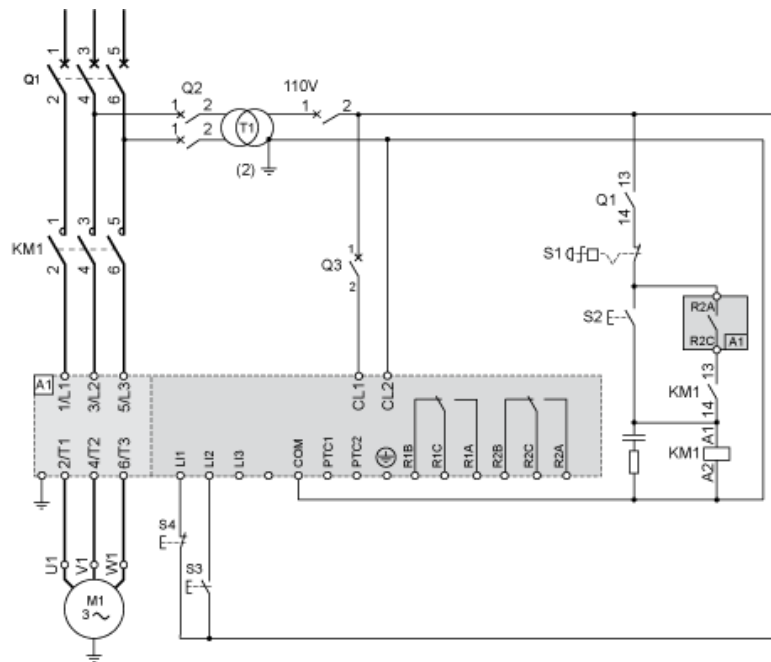 1 3 5
Q1
2 4 6
Q2 110V
1 2 1 2
T1
1 2
(2)
13
Q1
14
1 3 5
KM1
2 4 6
1
Q3
2
S1
S2
R2A
R2C A1
13
KM1
14
A1
KM1
A2
A1
1/L1 3/L2 5/L3 CL1 CL2
2/T1 4/T2 6/T3 LI1 LI2 LI3 COM PTC1 PTC2 R1B R1C R1A R2B R2C R2A
S4
S3
U1 V1 W1
M1
3 ~